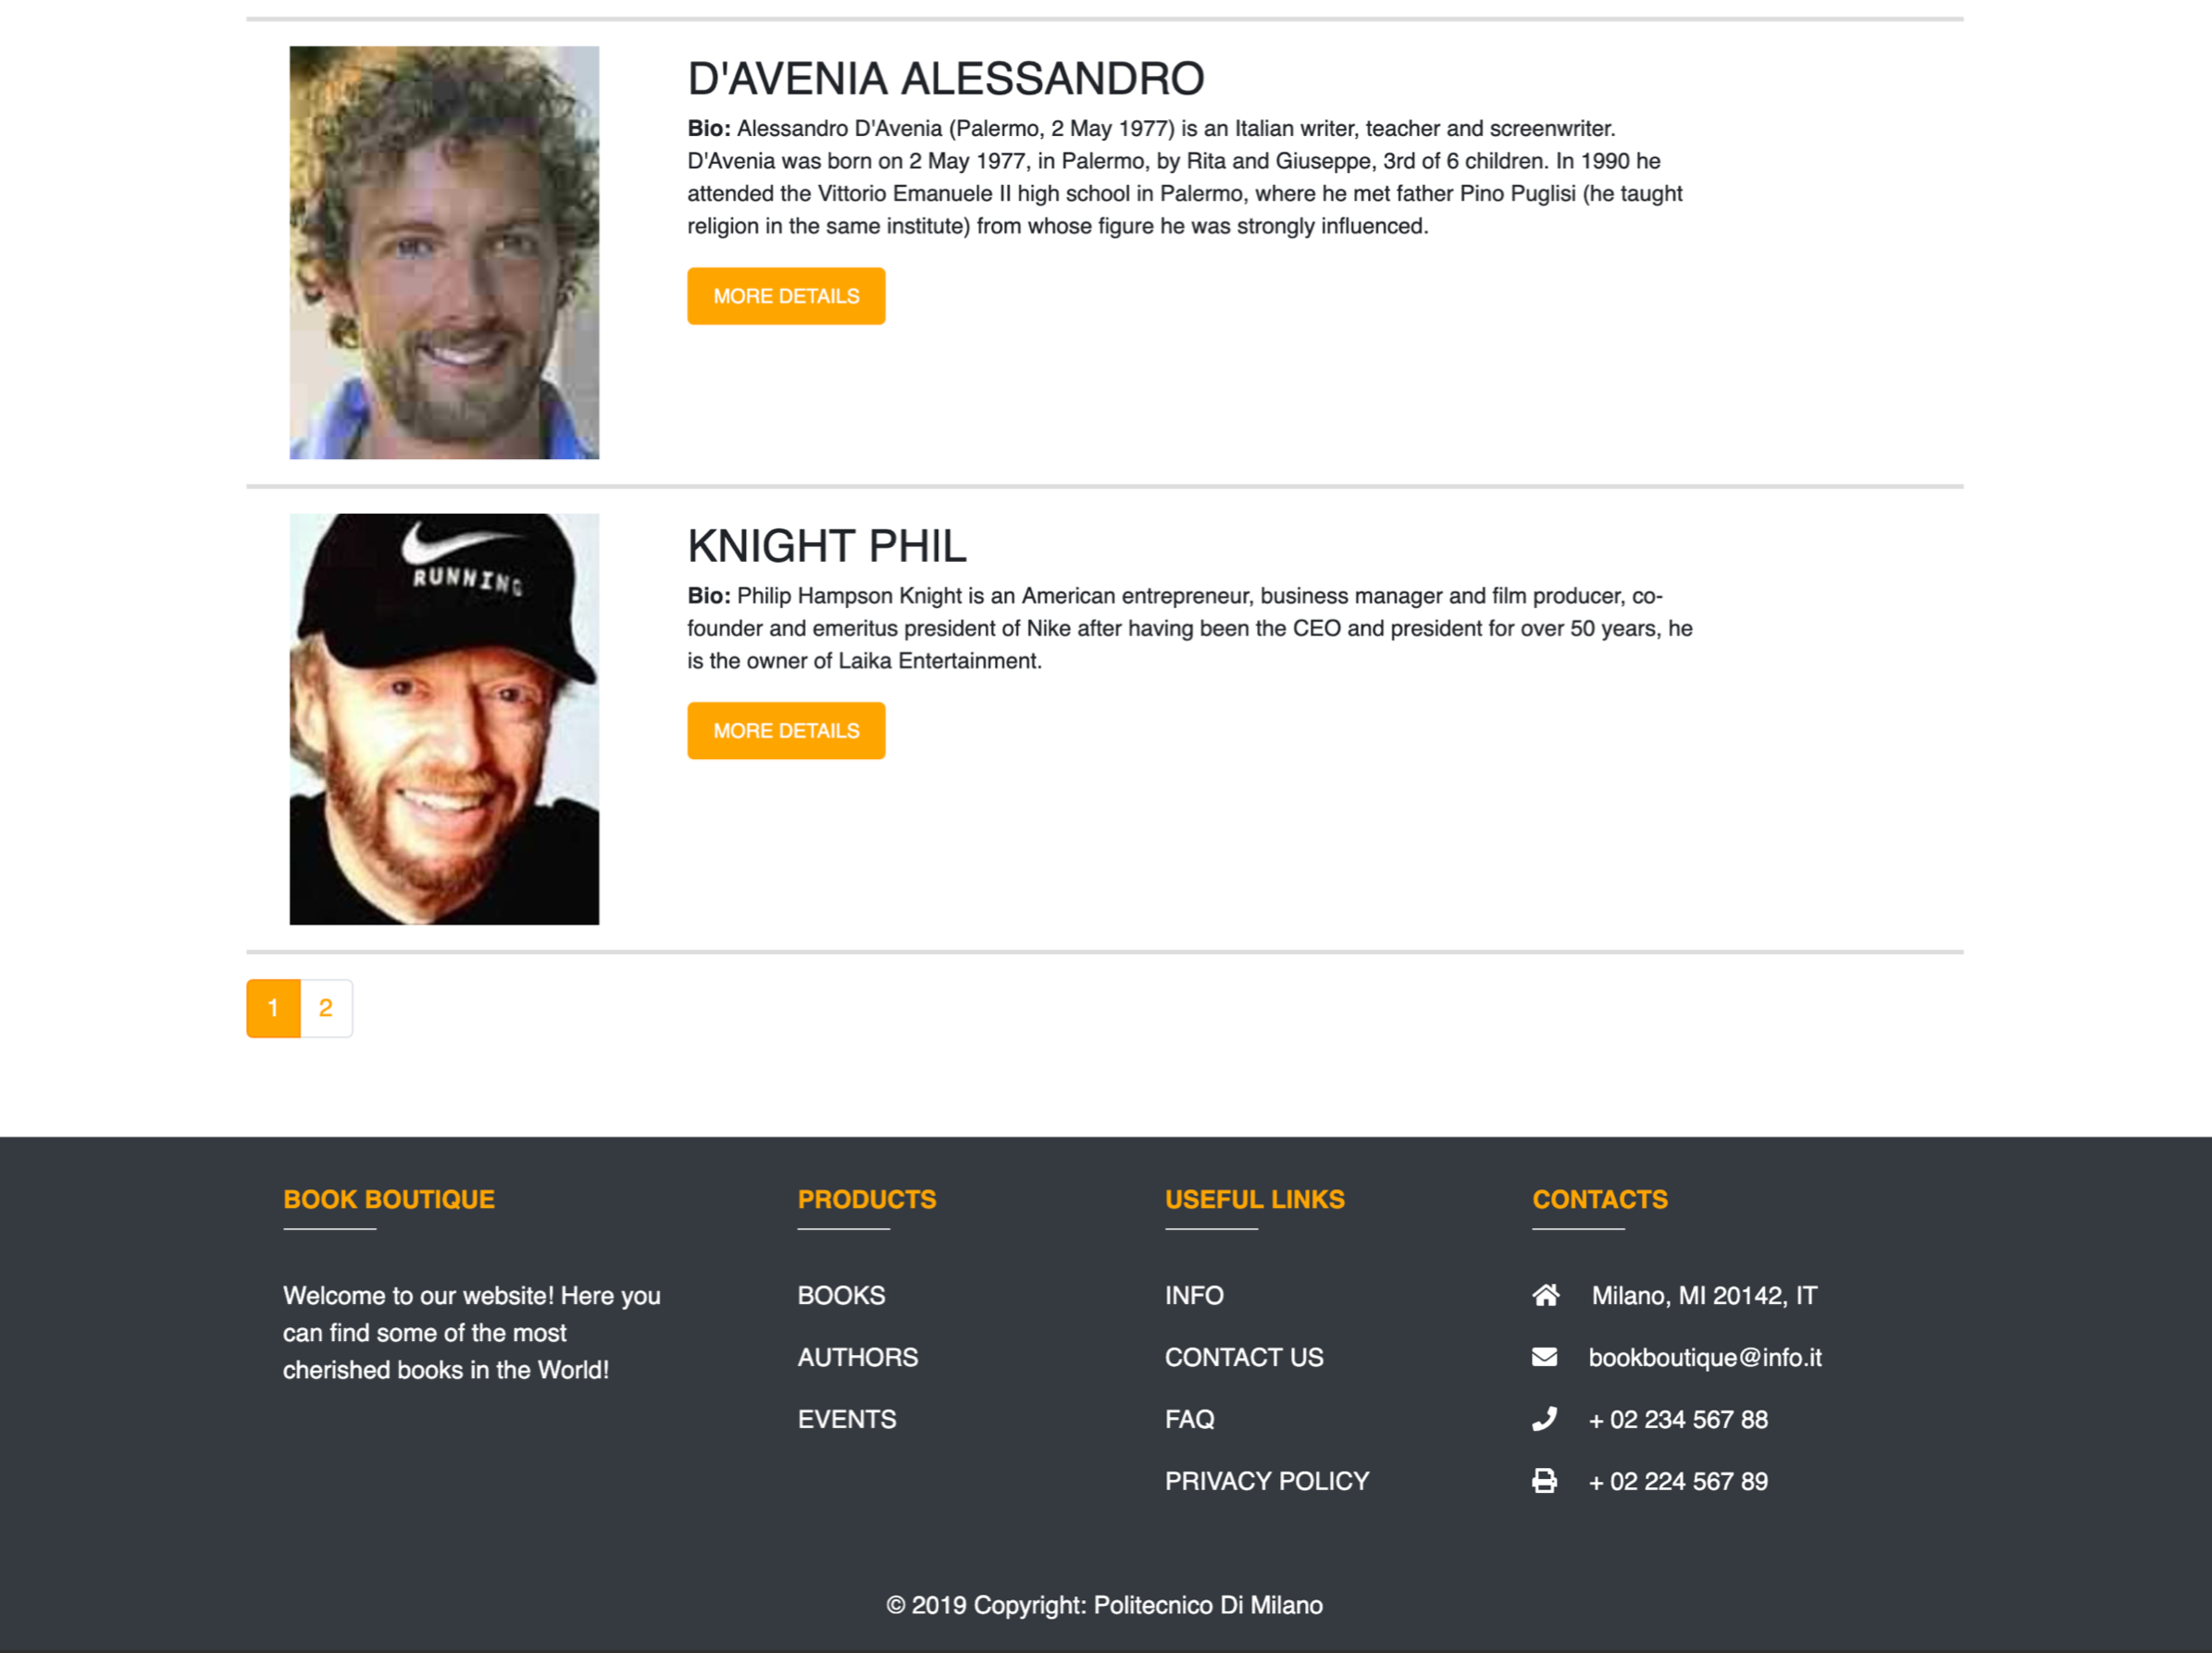 D'AVENIA ALESSANDRO
Bio: Alessandro D'Avenia (Palermo, 2 May 1977) is an Italian writer, teacher and screenwriter.
D'Avenia was born on 2 May 1977, in Palermo, by Rita and Giuseppe, 3rd of 6 children. In 1990 he
attended the Vittorio Emanuele II high school in Palermo, where he met father Pino Puglisi (he taught
religion in the same institute) from whose figure he was strongly influenced.
MORE DETAILS
RUNNING
KNIGHT PHIL
Bio: Philip Hampson Knight is an American entrepreneur, business manager and film producer, co-
founder and emeritus president of Nike after having been the CEO and president for over 50 years, he
is the owner of Laika Entertainment.
MORE DETAILS
1 2
BOOK BOUTIQUE
Welcome to our website! Here you
can find some of the most
cherished books in the World!
PRODUCTS
BOOKS
AUTHORS
EVENTS
USEFUL LINKS
INFO
CONTACT US
FAQ
PRIVACY POLICY
CONTACTS
Milano, MI 20142, IT
bookboutique@info.it
+ 02 234 567 88
+ 02 224 567 89
© 2019 Copyright: Politecnico Di Milano